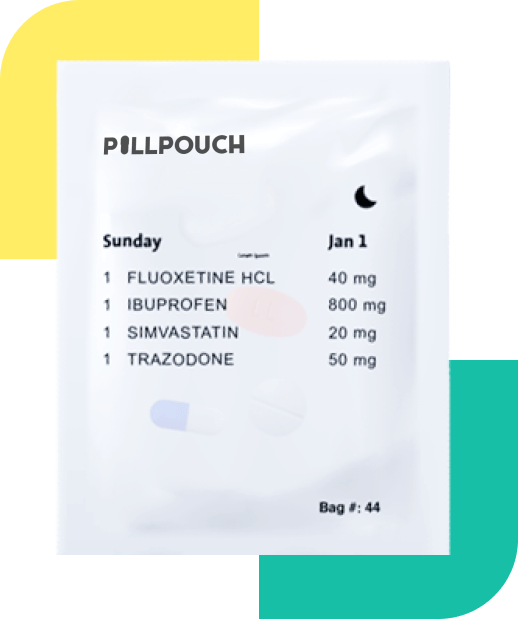 PILLPOUCH
Sunday Jan 1
1 FLUOXETINE HCL 40 mg
1 IBUPROFEN 800 mg
1 SIMVASTATIN 20 mg
1 TRAZODONE 50 mg
Bag #: 44